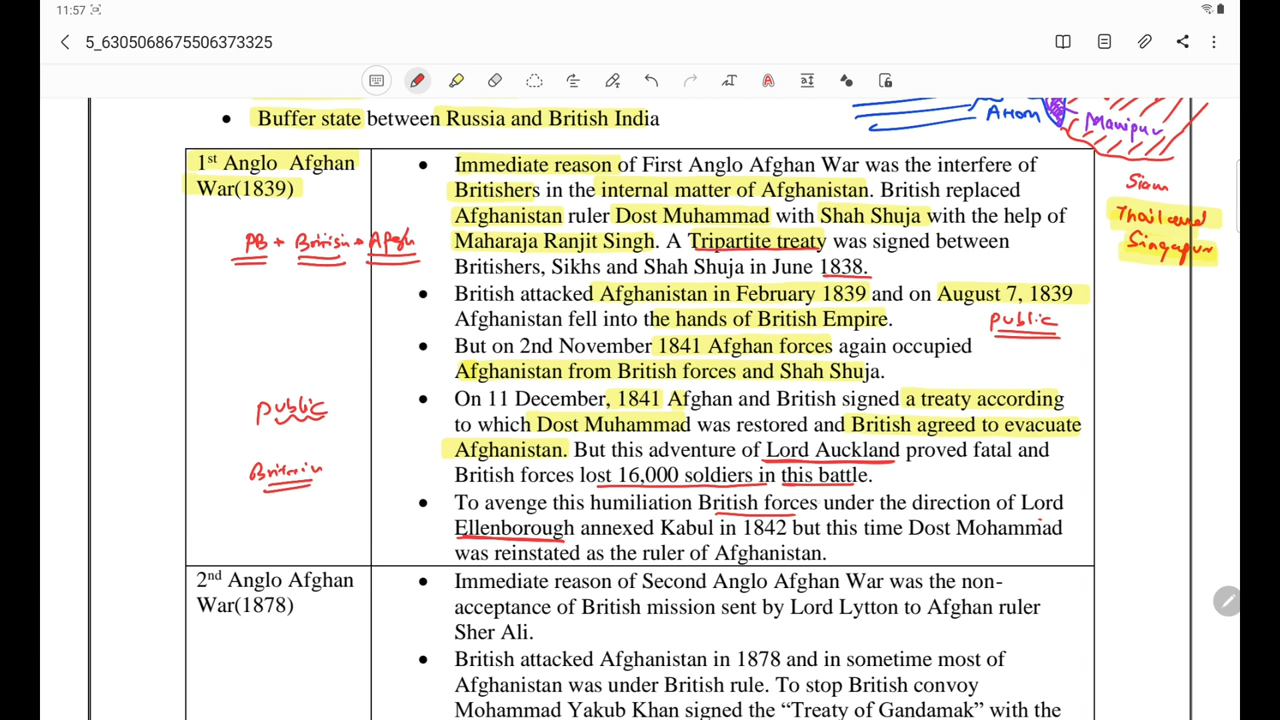 11:57
5_6305068675506373325
Buffer state between Russia and British India
Ahom
Manipur
Siam
Thailand
Singapur
1st Anglo Afghan
War(1839)
PB + British + Afgh
public
British
Immediate reason of First Anglo Afghan War was the interfere of
Britishers in the internal matter of Afghanistan. British replaced
Afghanistan ruler Dost Muhammad with Shah Shuja with the help of
Maharaja Ranjit Singh. A Tripartite treaty was signed between
Britishers, Sikhs and Shah Shuja in June 1838.
British attacked Afghanistan in February 1839 and on August 7, 1839
Afghanistan fell into the hands of British Empire.
public
But on 2nd November 1841 Afghan forces again occupied
Afghanistan from British forces and Shah Shuja.
On 11 December, 1841 Afghan and British signed a treaty according
to which Dost Muhammad was restored and British agreed to evacuate
Afghanistan. But this adventure of Lord Auckland proved fatal and
British forces lost 16,000 soldiers in this battle.
To avenge this humiliation British forces under the direction of Lord
Ellenborough annexed Kabul in 1842 but this time Dost Mohammad
was reinstated as the ruler of Afghanistan.
2nd Anglo Afghan
War(1878)
Immediate reason of Second Anglo Afghan War was the non-
acceptance of British mission sent by Lord Lytton to Afghan ruler
Sher Ali.
British attacked Afghanistan in 1878 and in sometime most of
Afghanistan was under British rule. To stop British convoy
Mohammad Yakub Khan signed the “Treaty of Gandamak” with the